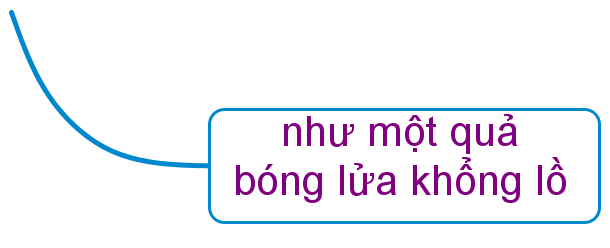 như một quả
bóng lửa khổng lồ